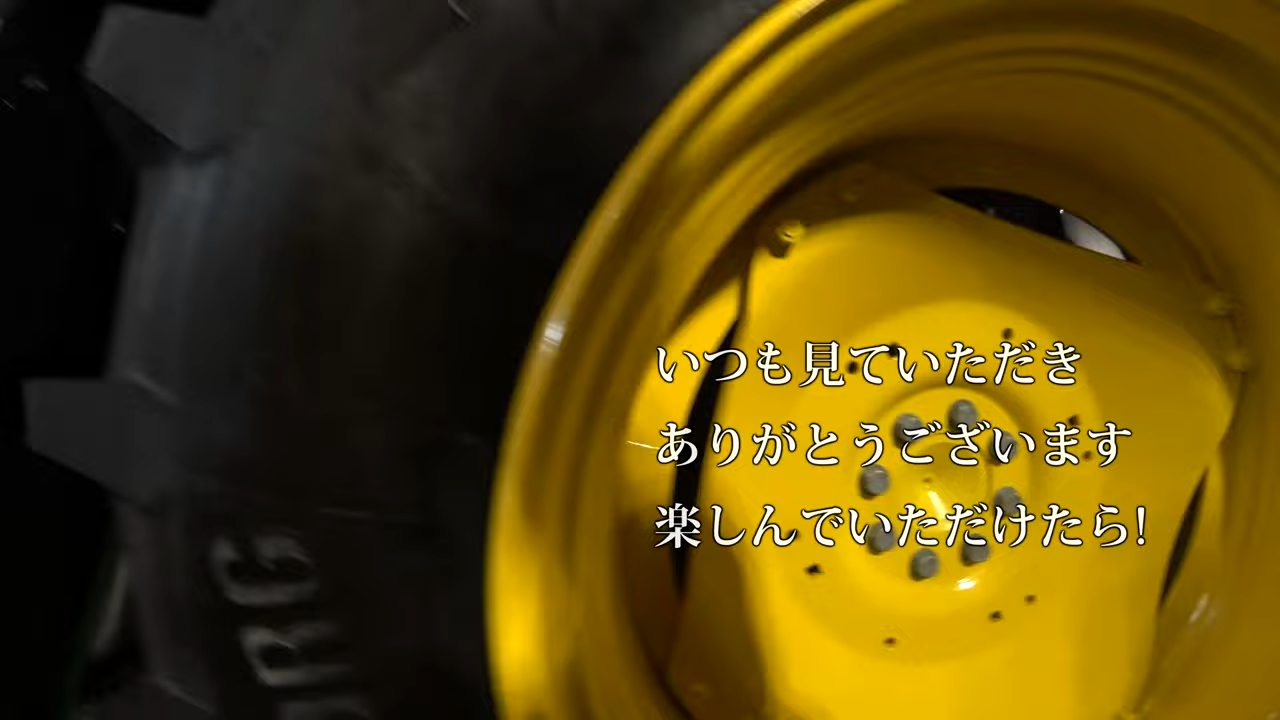 いつも見ていただき
ありがとうございます
楽しんでいただけたら!